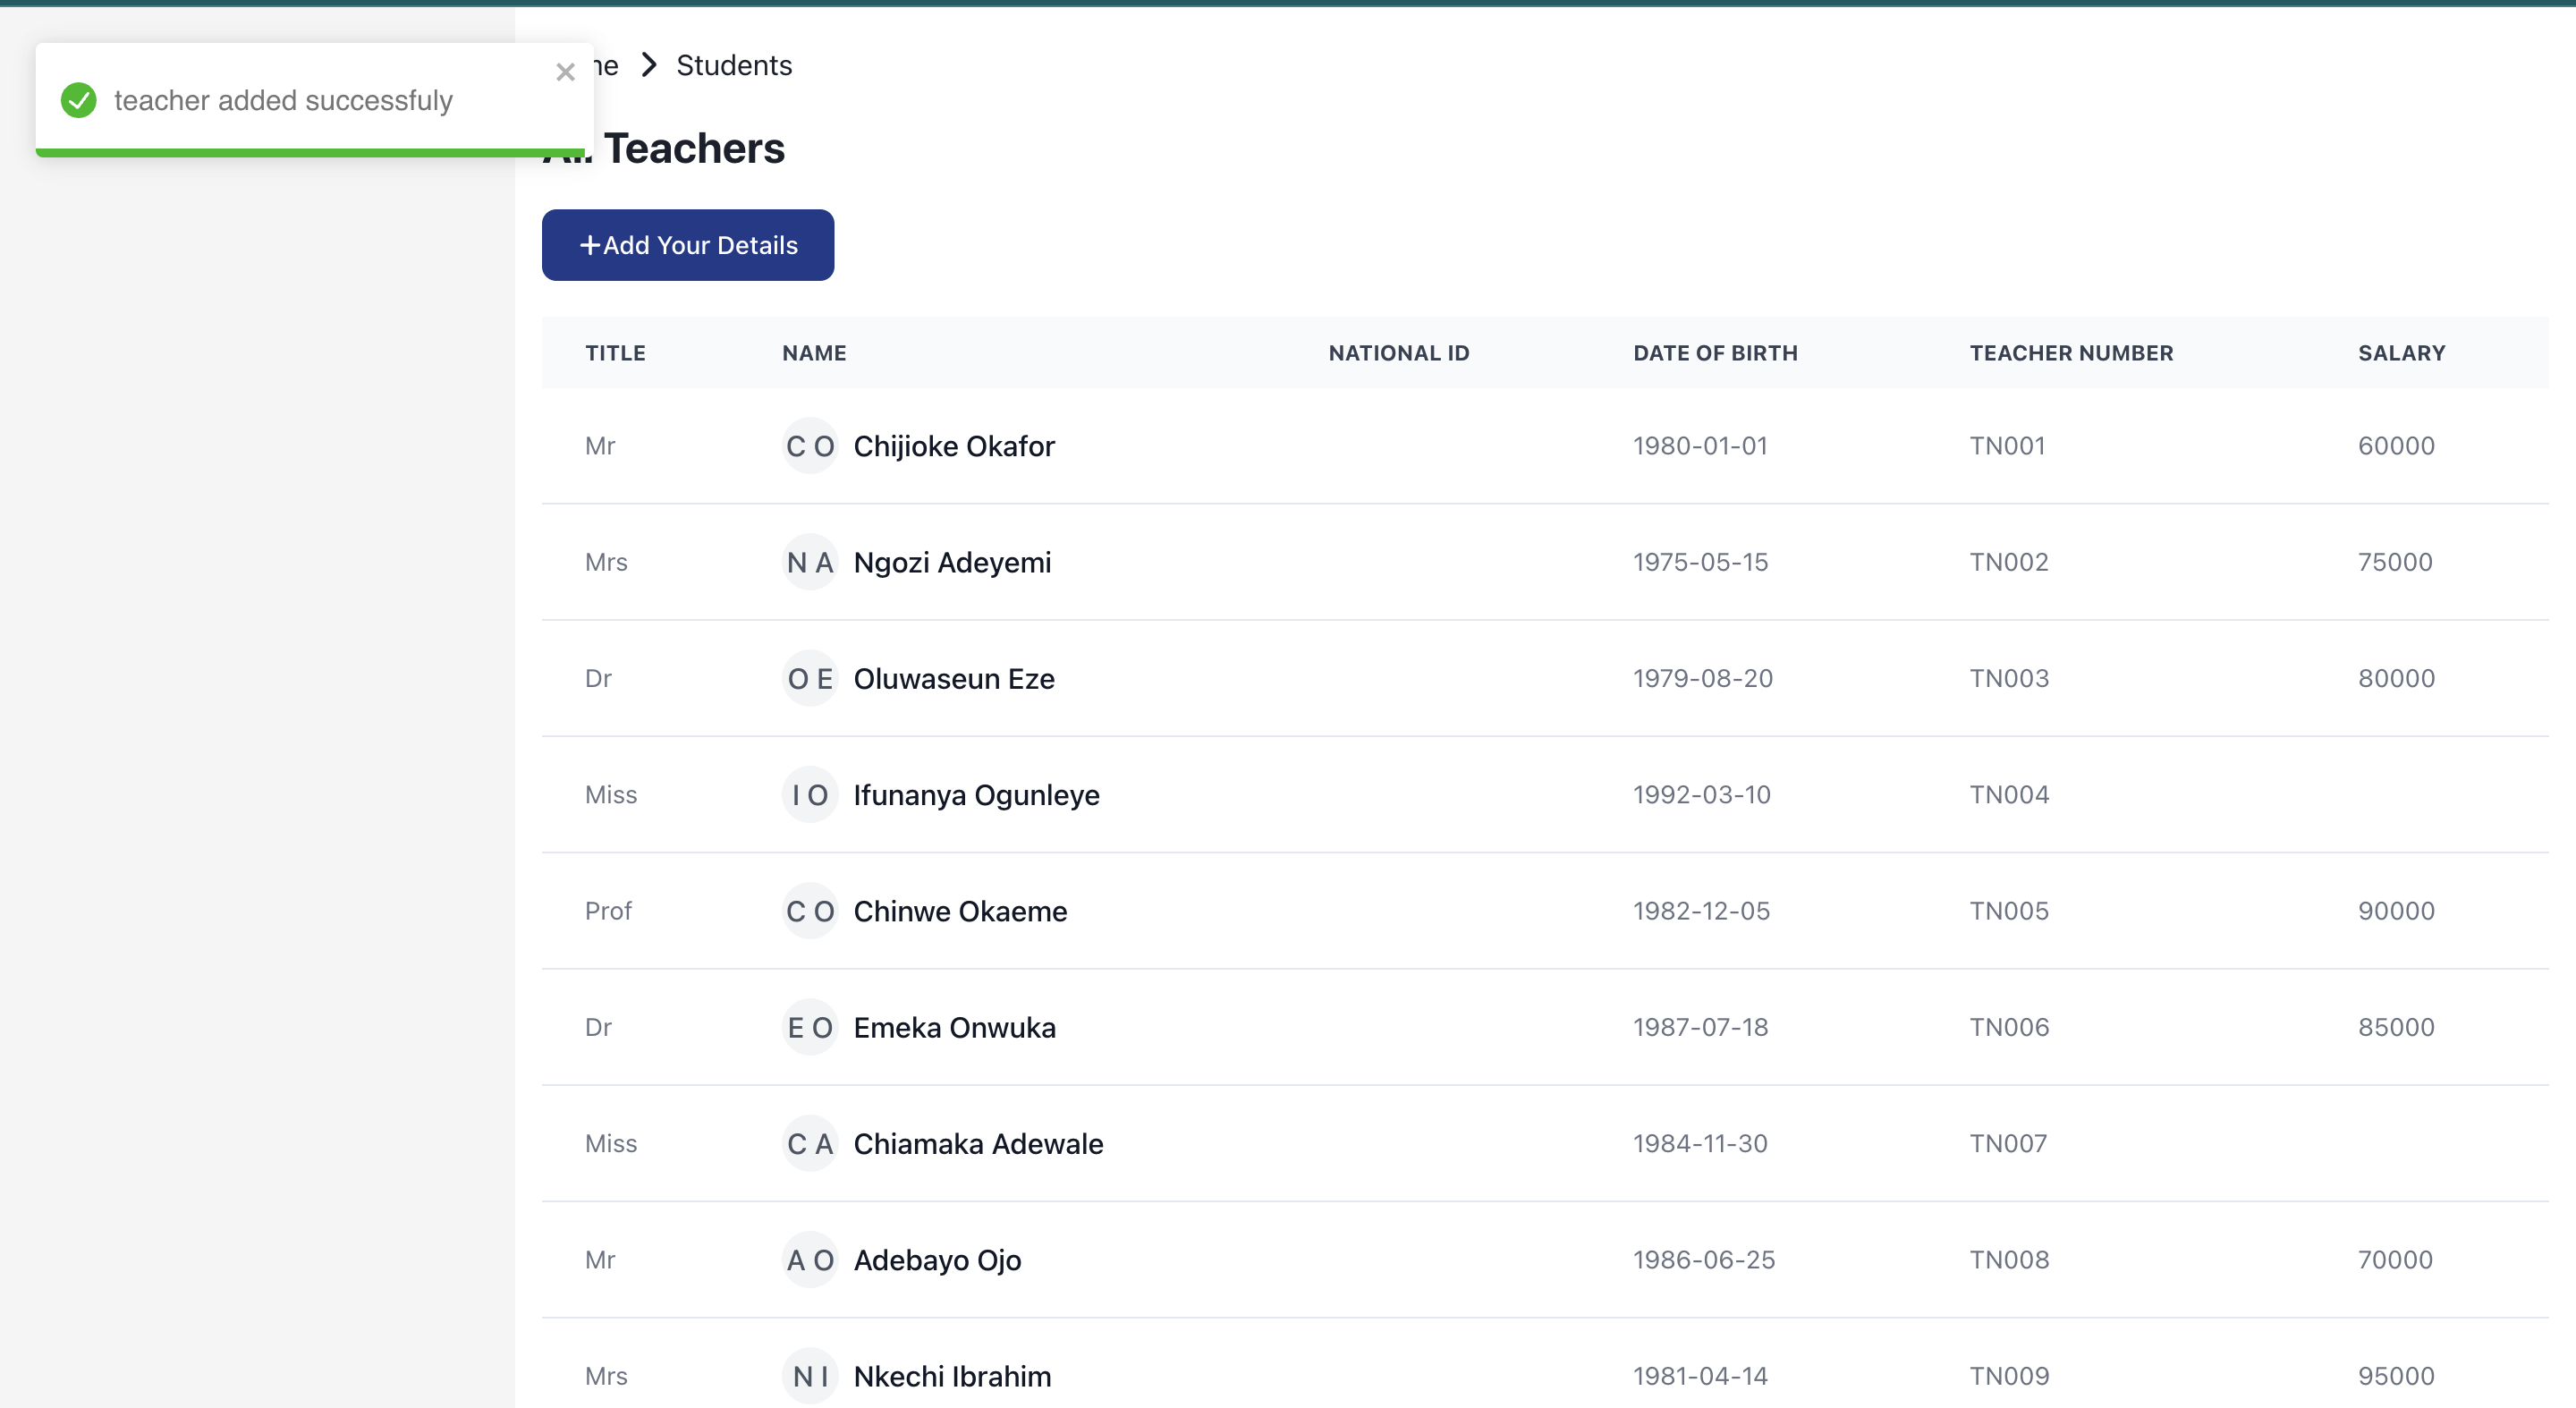 teacher added successfuly
Students
Teachers
+Add Your Details
TITLE NAME NATIONAL ID DATE OF BIRTH TEACHER NUMBER SALARY
Mr C O Chijioke Okafor 1980-01-01 TN001 60000
Mrs N A Ngozi Adeyemi 1975-05-15 TN002 75000
Dr O E Oluwaseun Eze 1979-08-20 TN003 80000
Miss I O Ifunanya Ogunleye 1992-03-10 TN004
Prof C O Chinwe Okaeme 1982-12-05 TN005 90000
Dr E O Emeka Onwuka 1987-07-18 TN006 85000
Miss C A Chiamaka Adewale 1984-11-30 TN007
Mr A O Adebayo Ojo 1986-06-25 TN008 70000
Mrs N I Nkechi Ibrahim 1981-04-14 TN009 95000